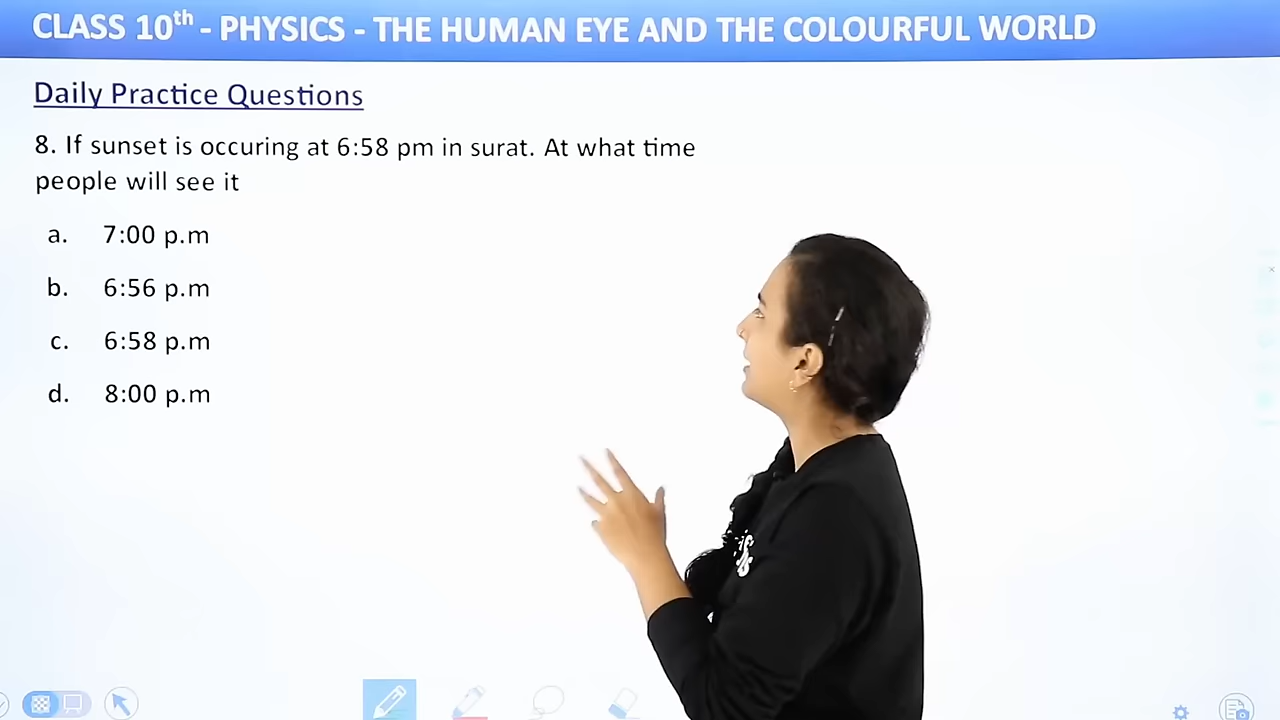 CLASS 10th - PHYSICS - THE HUMAN EYE AND THE COLOURFUL WORLD
Daily Practice Questions
8. If sunset is occuring at 6:58 pm in surat. At what time
people will see it
a. 7:00 p.m
b. 6:56 p.m
c. 6:58 p.m
d. 8:00 p.m